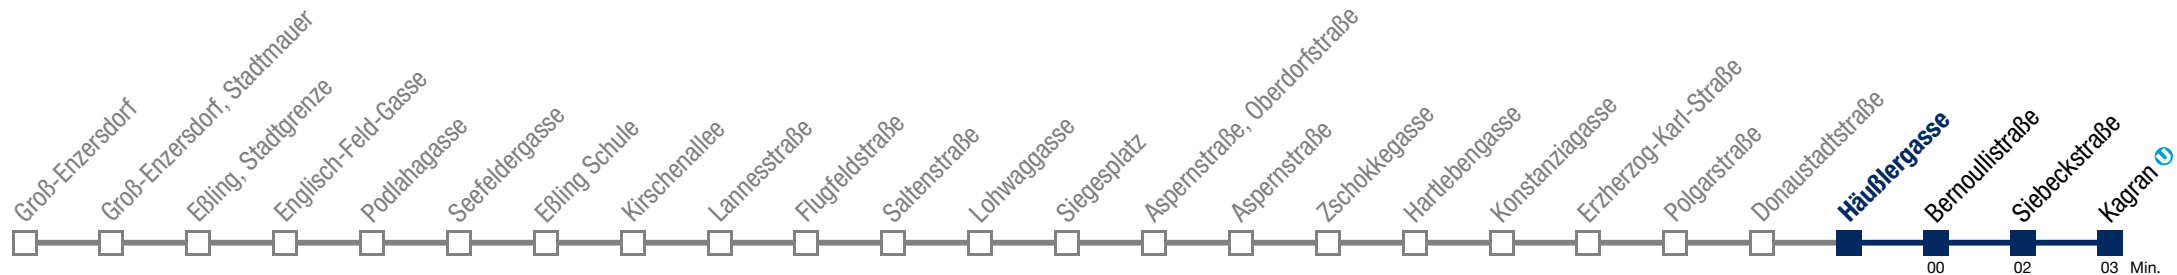 Groß-Enzersdorf
Groß-Enzersdorf, Stadtmauer
Eßling, Stadtgrenze
Englisch-Feld-Gasse
Podlahagasse
Seefeldergasse
Eßling Schule
Kirschenallee
Lannesstraße
Flugfeldstraße
Saltenstraße
Lohwaggasse
Siegesplatz
Aspernstraße, Oberdorfstraße
Aspernstraße
Zschokkegasse
Hartlebengasse
Konstanziagasse
Erzherzog-Karl-Straße
Polgarstraße
Donaustadtstraße
Häußlergasse
Bernoullistraße
Siebeckstraße
Kagran U
00 02 03 Min.